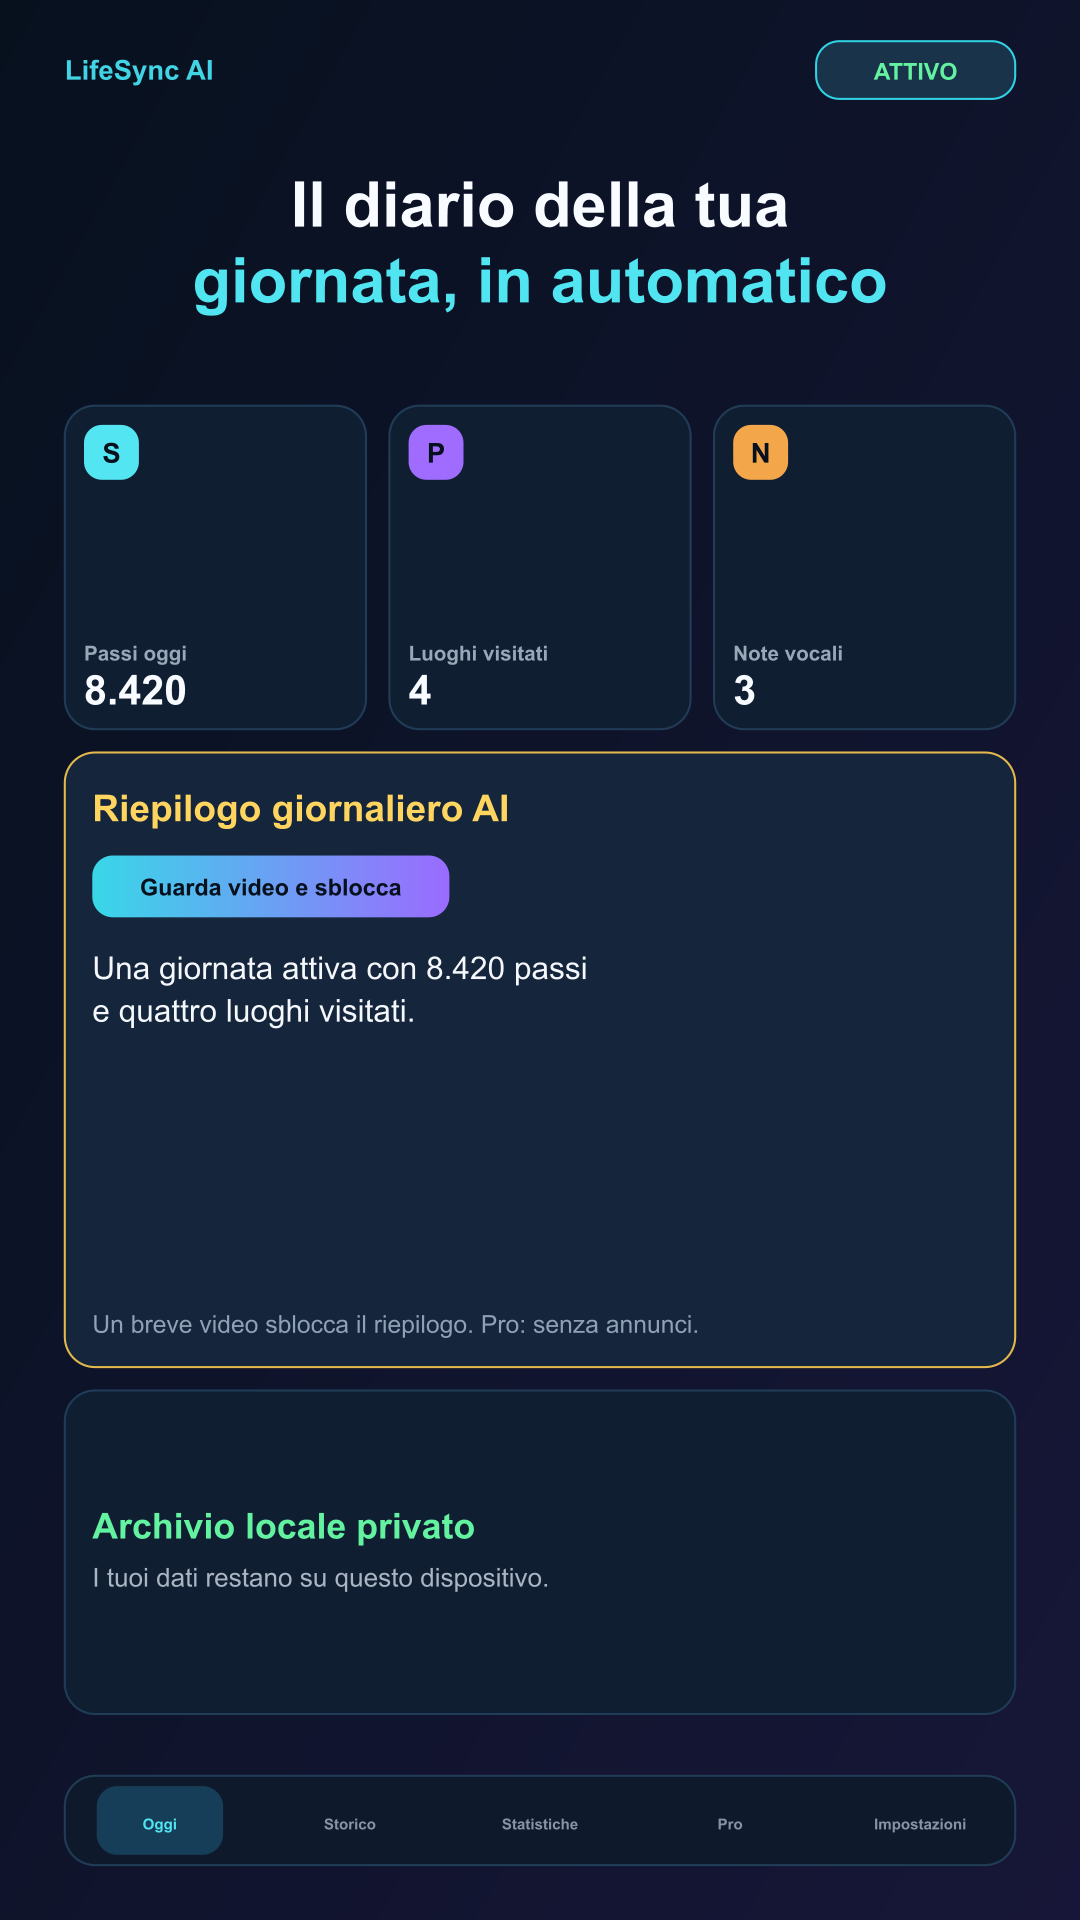 LifeSync AI
ATTIVO
Il diario della tua
giornata, in automatico
S
P
N
Passi oggi
8.420
Luoghi visitati
4
Note vocali
3
Riepilogo giornaliero AI
Guarda video e sblocca
Una giornata attiva con 8.420 passi
e quattro luoghi visitati.
Un breve video sblocca il riepilogo. Pro: senza annunci.
Archivio locale privato
I tuoi dati restano su questo dispositivo.
Oggi
Storico
Statistiche
Pro
Impostazioni